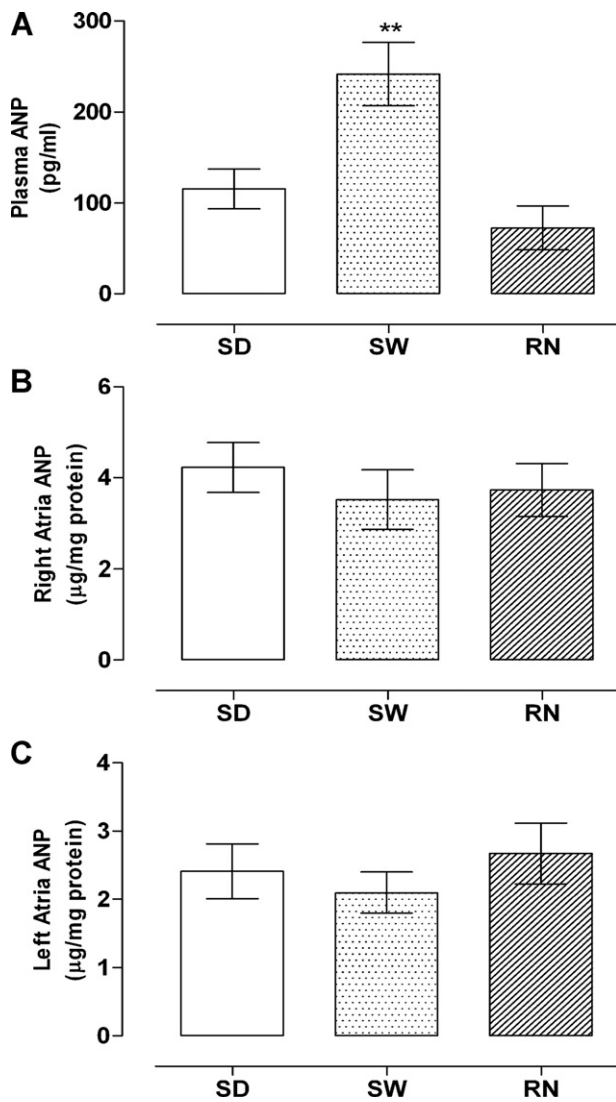 A
Plasma ANP
(pg/ml)
300
200
100
0
**
SD SW RN
B
Right Atria ANP
(μg/mg protein)
6
4
2
0
SD SW RN
C
Left Atria ANP
(μg/mg protein)
4
3
2
1
0
SD SW RN